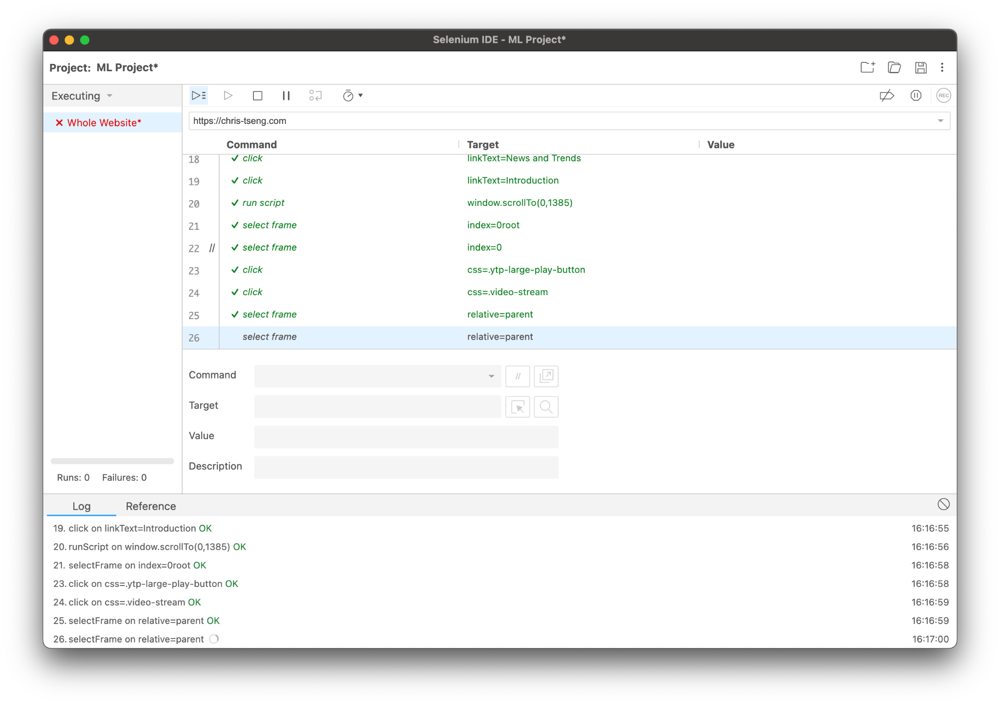 Selenium IDE - ML Project*
Project: ML Project*
Executing
Whole Website*
REC
https://chris-tseng.com
Command Target Value
18 click linkText=News and Trends
19 click linkText=Introduction
20 run script window.scrollTo(0,1385)
21 select frame index=0root
22 // select frame index=0
23 click css=.ytp-large-play-button
24 click css=.video-stream
25 select frame relative=parent
26 select frame relative=parent
Command //
Target
Value
Description
Runs: 0 Failures: 0
Log Reference
19. click on linkText=Introduction OK 16:16:55
20. runScript on window.scrollTo(0,1385) OK 16:16:56
21. selectFrame on index=0root OK 16:16:58
23. click on css=.ytp-large-play-button OK 16:16:58
24. click on css=.video-stream OK 16:16:59
25. selectFrame on relative=parent OK 16:16:59
26. selectFrame on relative=parent 16:17:00